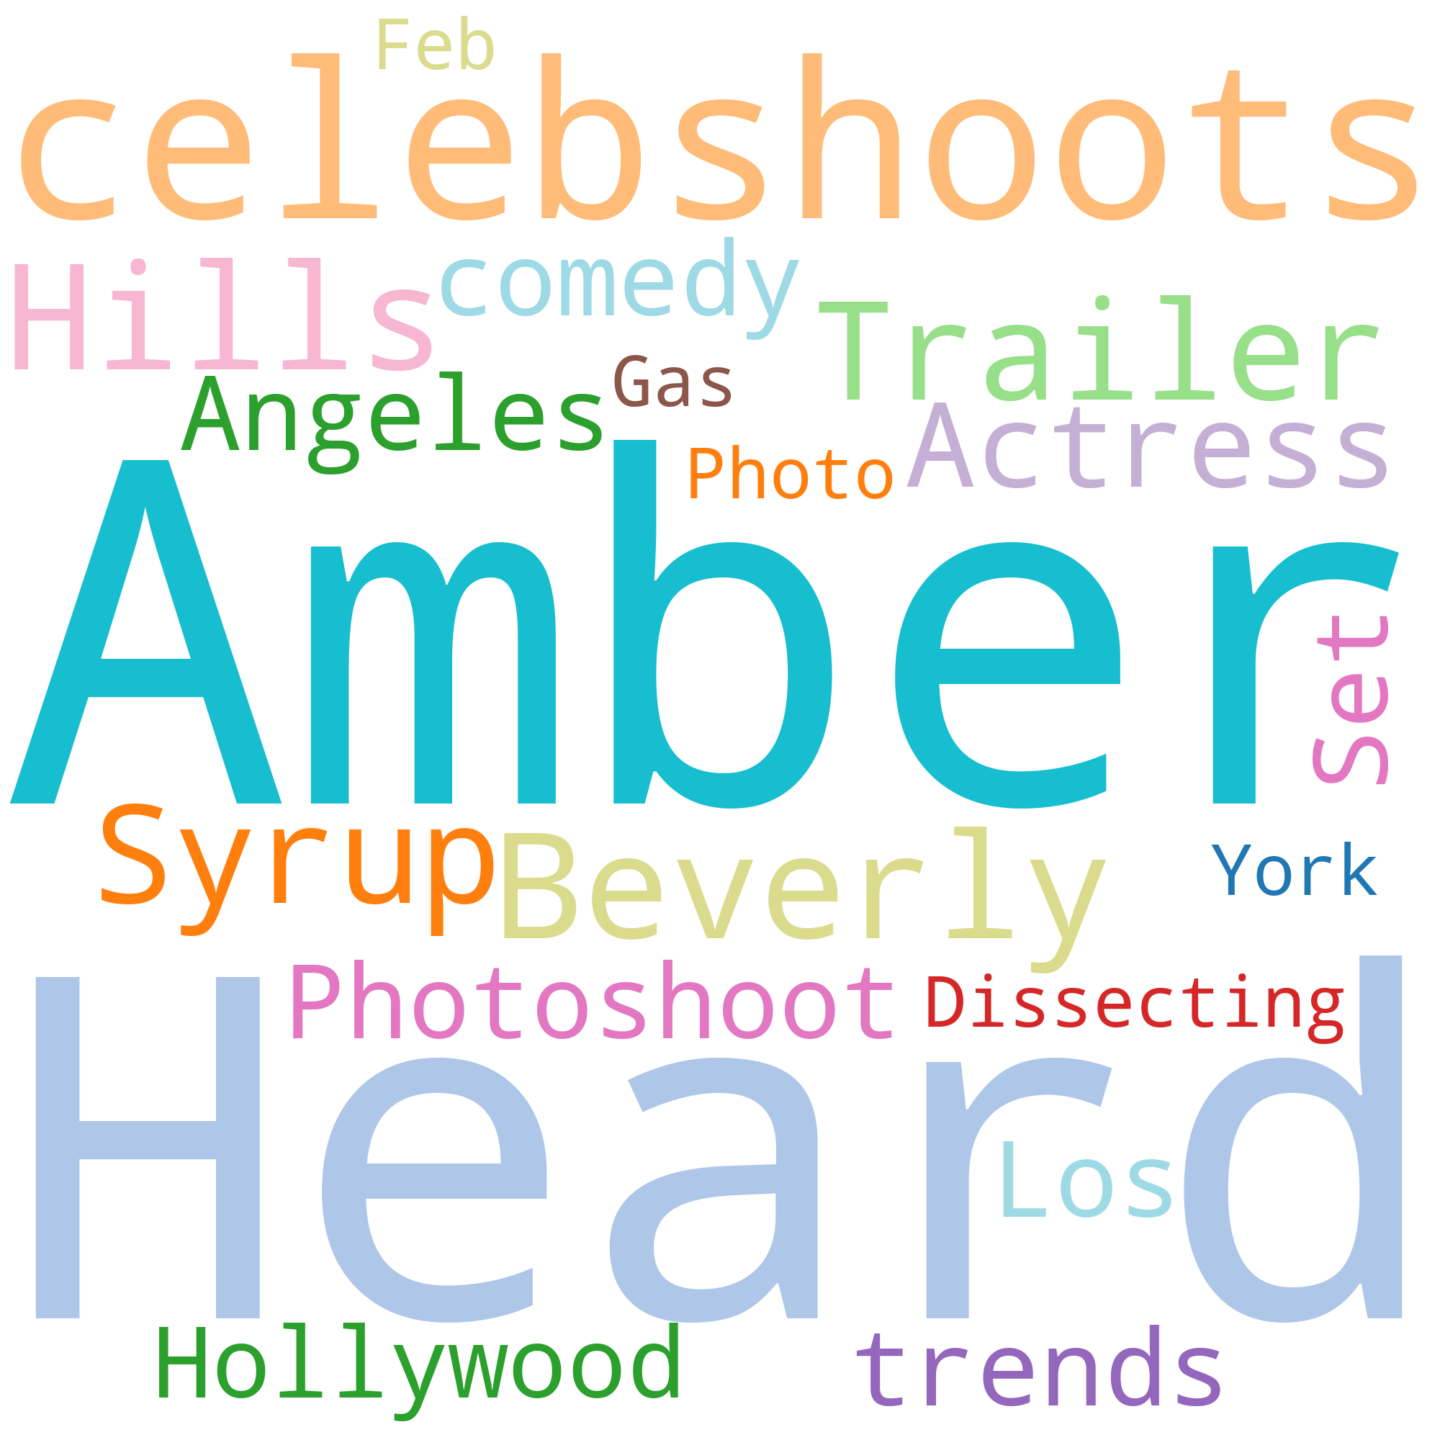 Feb
celebshoots
Hills
comedy
Trailer
Angeles
Gas
Actress
Photo
Amber
Set
Syrup
Beverly
York
Photoshoot
Dissecting
Heard
Los
Hollywood
trends